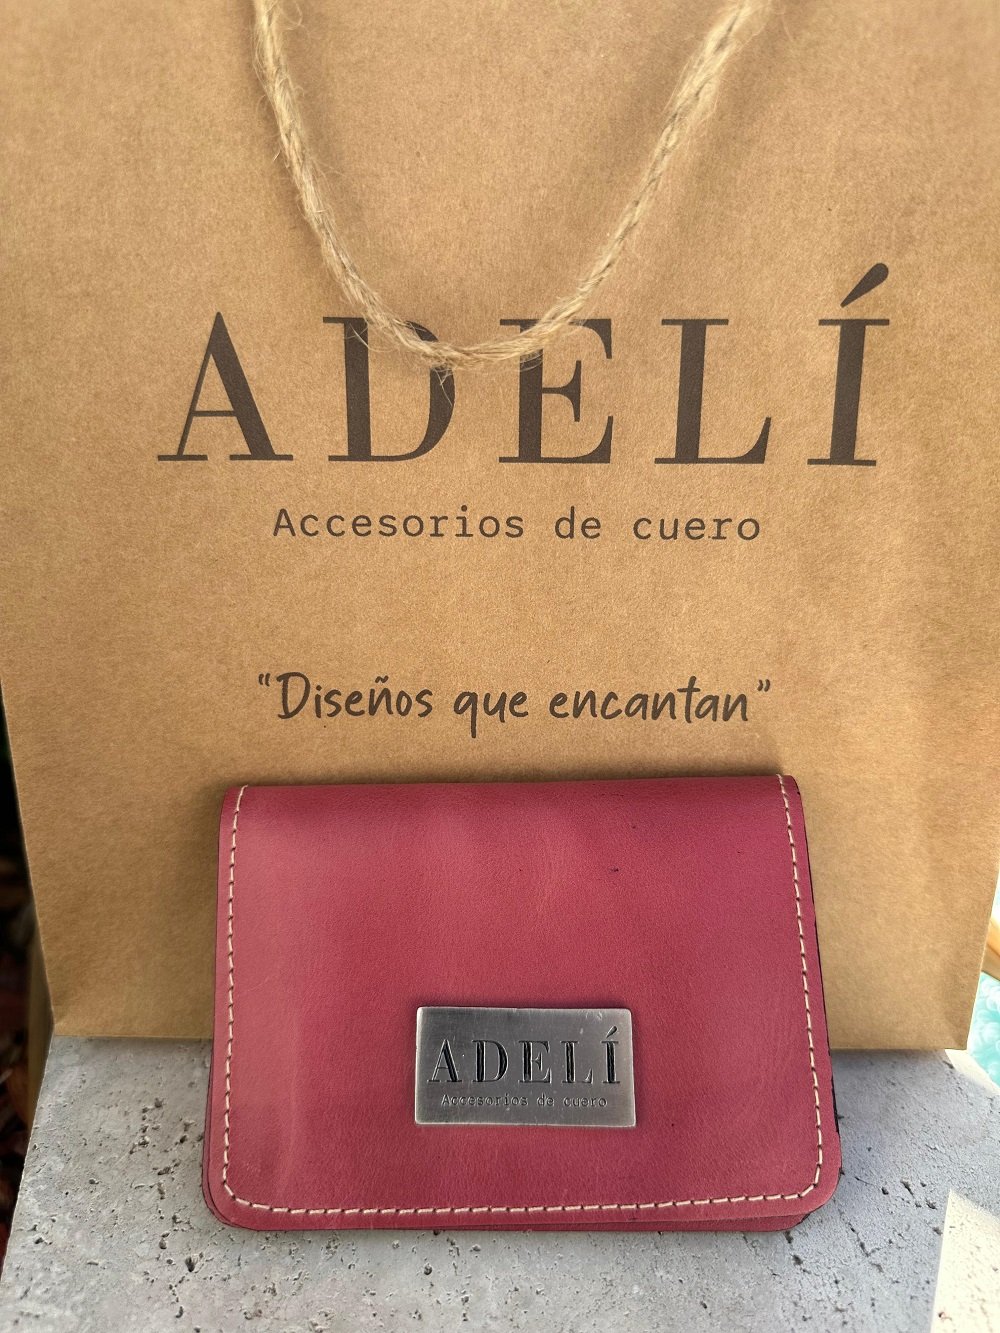 ADELÍ
Accesorios de cuero
“Diseños que encantan”
ADELÍ
Accesorios de cuero